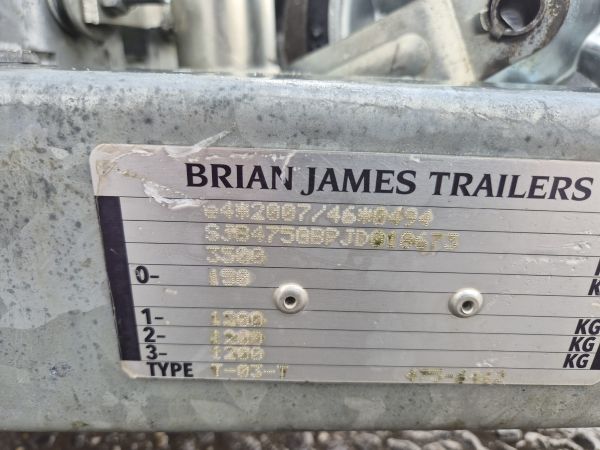 BRIAN JAMES TRAILERS
e4*2007/46*0494
3500 K
0- 150 K
1- 1200 KG
2- 1200 KG
3- 1200 KG
TYPE T-03-T